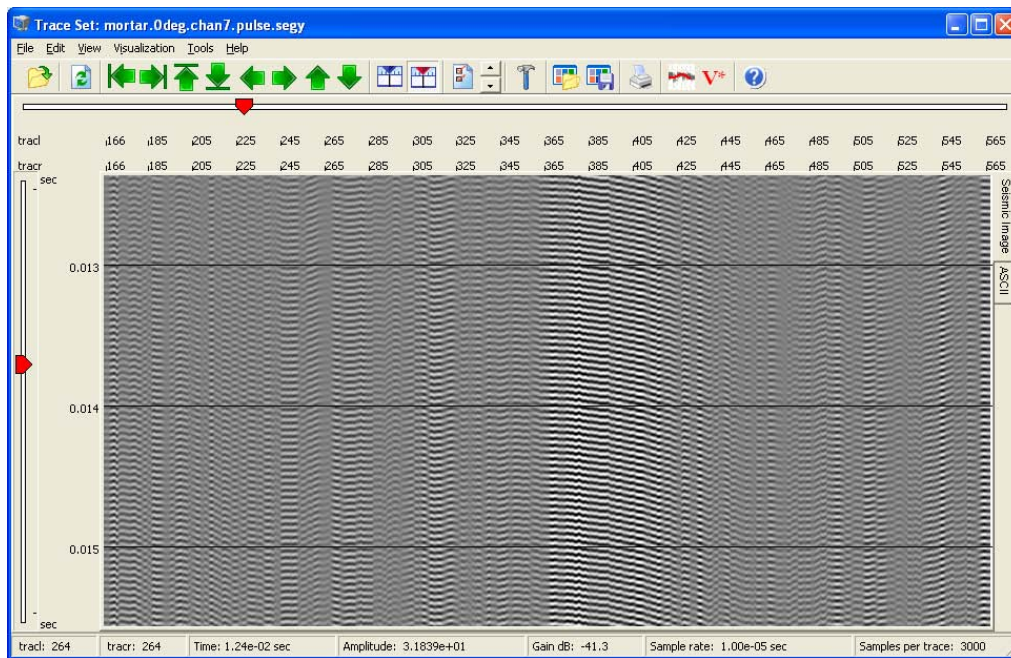 Trace Set: mortar.0deg.chan7.pulse.segy
File Edit View Visualization Tools Help
V*
tracl 166 185 205 225 245 265 285 305 325 345 365 385 405 425 445 465 485 505 525 545 565
tracr 166 185 205 225 245 265 285 305 325 345 365 385 405 425 445 465 485 505 525 545 565
sec
Seismic Image
ASCII
0.013
0.014
0.015
sec
tracl: 264 tracr: 264 Time: 1.24e-02 sec Amplitude: 3.1839e+01 Gain dB: -41.3 Sample rate: 1.00e-05 sec Samples per trace: 3000